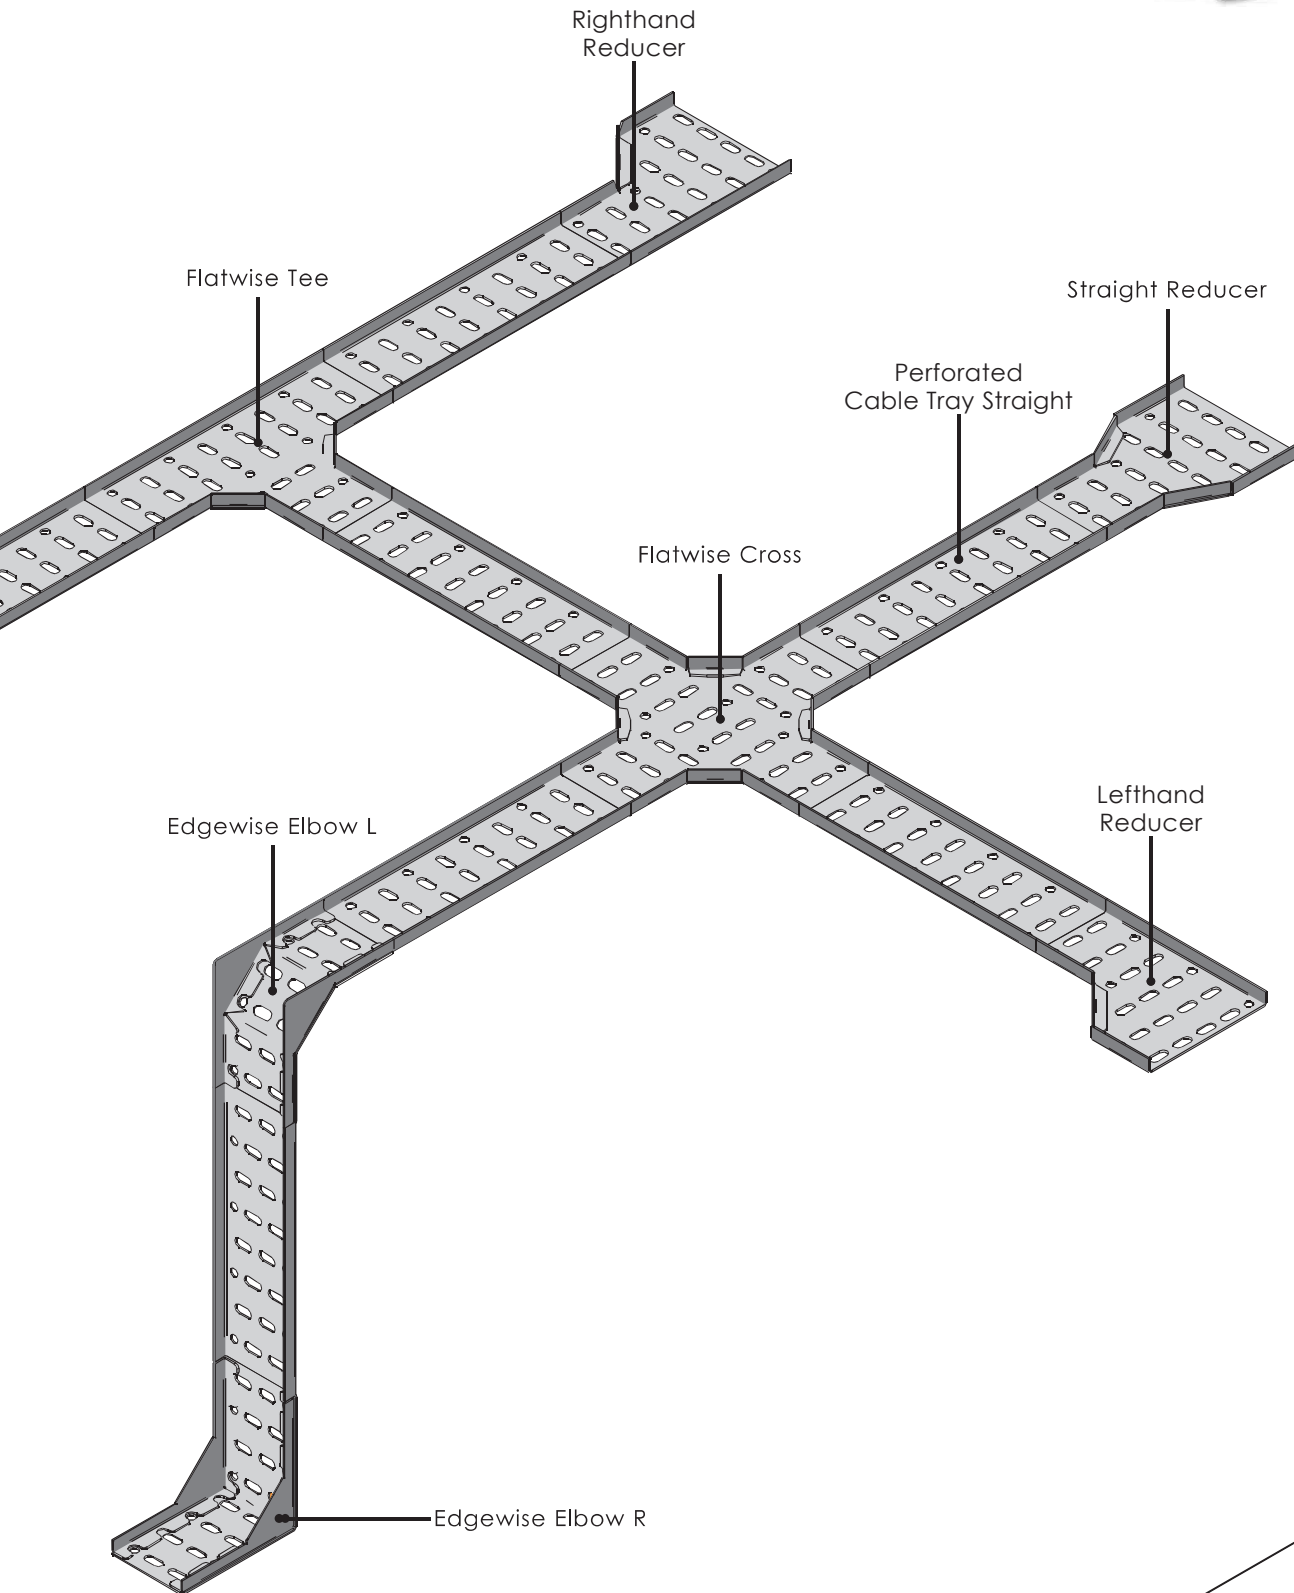 Righthand
Reducer
Flatwise Tee
Straight Reducer
Perforated
Cable Tray Straight
Flatwise Cross
Lefthand
Reducer
Edgewise Elbow L
Edgewise Elbow R